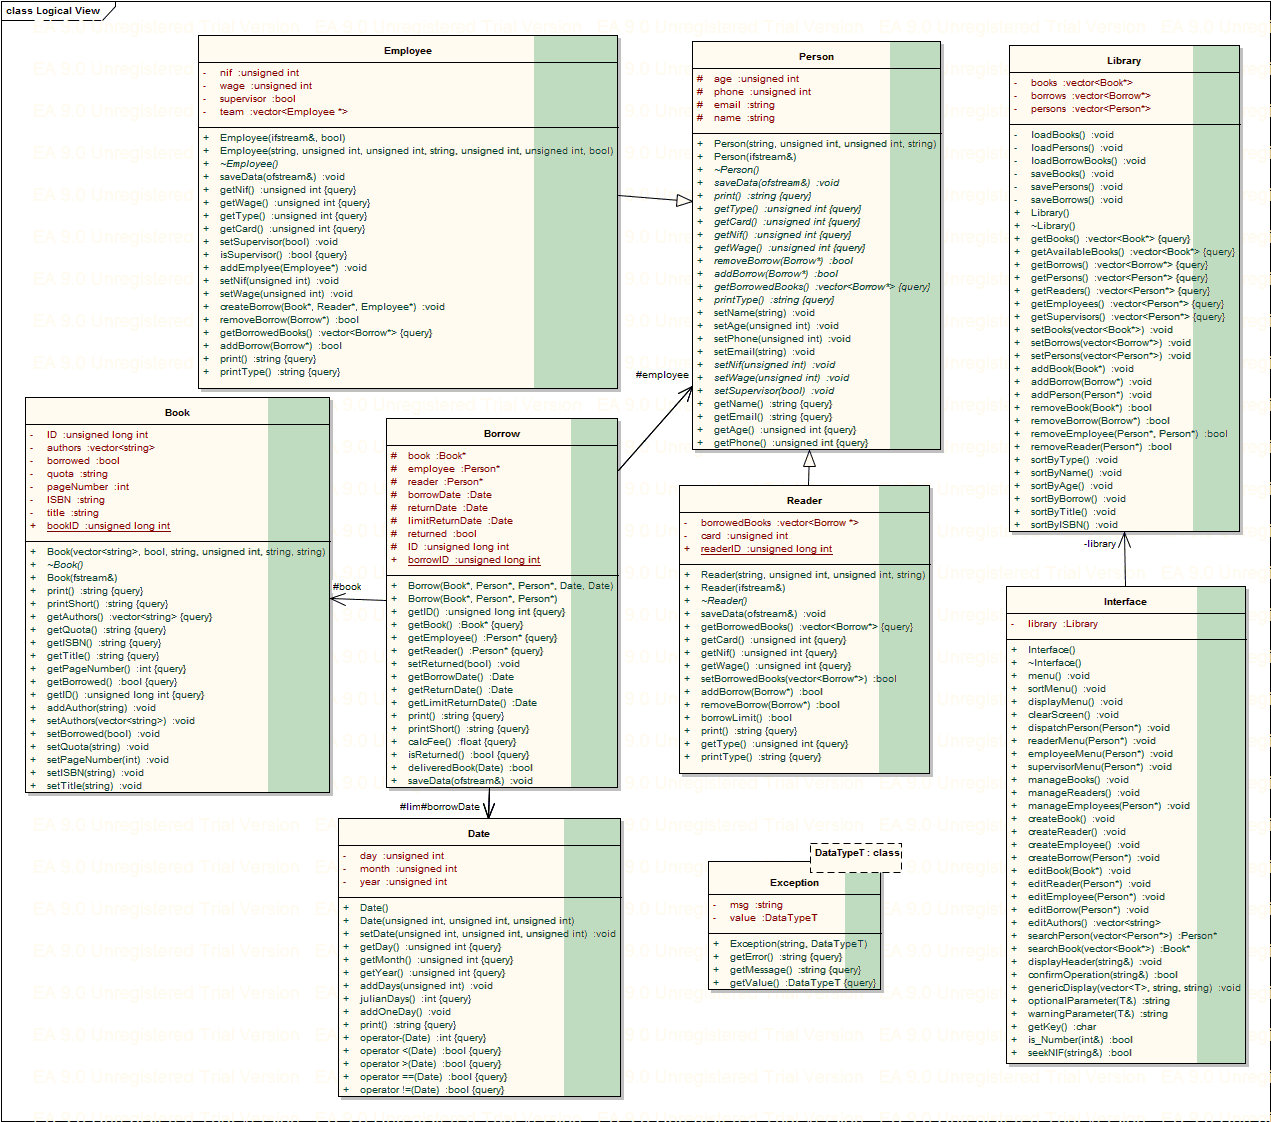 class Logical View
EA 9.0 Unregistered Trial Version
Employee
- nif :unsigned int
- wage :unsigned int
- supervisor :bool
- team :vector<Employee *>
+ Employee(ifstream&, bool)
+ Employee(string, unsigned int, unsigned int, string, unsigned int, unsigned int, bool)
+ ~Employee()
+ saveData(ofstream&) :void
+ getNif() :unsigned int {query}
+ getWage() :unsigned int {query}
+ getType() :unsigned int {query}
+ getCard() :unsigned int {query}
+ setSupervisor(bool) :void
+ isSupervisor() :bool {query}
+ addEmplyee(Employee*) :void
+ setNif(unsigned int) :void
+ setWage(unsigned int) :void
+ createBorrow(Book*, Reader*, Employee*) :void
+ removeBorrow(Borrow*) :bool
+ getBorrowedBooks() :vector<Borrow*> {query}
+ addBorrow(Borrow*) :bool
+ print() :string {query}
+ printType() :string {query}
Person
# age :unsigned int
# phone :unsigned int
# email :string
# name :string
+ Person(string, unsigned int, unsigned int, string)
+ Person(ifstream&)
+ ~Person()
+ saveData(ofstream&) :void
+ print() :string {query}
+ getType() :unsigned int {query}
+ getCard() :unsigned int {query}
+ getNif() :unsigned int {query}
+ getWage() :unsigned int {query}
+ removeBorrow(Borrow*) :bool
+ addBorrow(Borrow*) :bool
+ getBorrowedBooks() :vector<Borrow*> {query}
+ printType() :string {query}
+ setName(string) :void
+ setAge(unsigned int) :void
+ setPhone(unsigned int) :void
+ setEmail(string) :void
+ setNif(unsigned int) :void
+ setWage(unsigned int) :void
+ setSupervisor(bool) :void
+ getName() :string {query}
+ getEmail() :string {query}
+ getAge() :unsigned int {query}
+ getPhone() :unsigned int {query}
Library
- books :vector<Book*>
- borrows :vector<Borrow*>
- persons :vector<Person*>
- loadBooks() :void
- loadPersons() :void
- loadBorrowBooks() :void
- saveBooks() :void
- savePersons() :void
- saveBorrows() :void
+ Library()
+ ~Library()
+ getBooks() :vector<Book*> {query}
+ getAvailableBooks() :vector<Book*> {query}
+ getBorrows() :vector<Borrow*> {query}
+ getPersons() :vector<Person*> {query}
+ getReaders() :vector<Person*> {query}
+ getEmployees() :vector<Person*> {query}
+ getSupervisors() :vector<Person*> {query}
+ setBooks(vector<Book*>) :void
+ setBorrows(vector<Borrow*>) :void
+ setPersons(vector<Person*>) :void
+ addBook(Book*) :void
+ addBorrow(Borrow*) :void
+ addPerson(Person*) :void
+ removeBook(Book*) :bool
+ removeBorrow(Borrow*) :bool
+ removeEmployee(Person*, Person*) :bool
+ removeReader(Person*) :bool
+ sortByType() :void
+ sortByName() :void
+ sortByAge() :void
+ sortByBorrow() :void
+ sortByTitle() :void
+ sortByISBN() :void
#employee
Book
- ID :unsigned long int
- authors :vector<string>
- borrowed :bool
- quota :string
- pageNumber :int
- ISBN :string
- title :string
+ bookID :unsigned long int
+ Book(vector<string>, bool, string, unsigned int, string, string)
+ ~Book()
+ Book(fstream&)
+ print() :string {query}
+ printShort() :string {query}
+ getAuthors() :vector<string> {query}
+ getQuota() :string {query}
+ getISBN() :string {query}
+ getTitle() :string {query}
+ getPageNumber() :int {query}
+ getBorrowed() :bool {query}
+ getID() :unsigned long int {query}
+ addAuthor(string) :void
+ setAuthors(vector<string>) :void
+ setBorrowed(bool) :void
+ setQuota(string) :void
+ setPageNumber(int) :void
+ setISBN(string) :void
+ setTitle(string) :void
#book
Borrow
# book :Book*
# employee :Person*
# reader :Person*
# borrowDate :Date
# returnDate :Date
# limitReturnDate :Date
# returned :bool
# ID :unsigned long int
+ borrowID :unsigned long int
+ Borrow(Book*, Person*, Person*, Date, Date)
+ Borrow(Book*, Person*, Person*)
+ getID() :unsigned long int {query}
+ getBook() :Book* {query}
+ getEmployee() :Person* {query}
+ getReader() :Person* {query}
+ setReturned(bool) :void
+ getBorrowDate() :Date
+ getReturnDate() :Date
+ getLimitReturnDate() :Date
+ print() :string {query}
+ printShort() :string {query}
+ calcFee() :float {query}
+ isReturned() :bool {query}
+ deliveredBook(Date) :bool
+ saveData(ofstream&) :void
Reader
- borrowedBooks :vector<Borrow *>
- card :unsigned int
+ readerID :unsigned long int
+ Reader(string, unsigned int, unsigned int, string)
+ Reader(ifstream&)
+ ~Reader()
+ saveData(ofstream&) :void
+ getBorrowedBooks() :vector<Borrow*> {query}
+ getCard() :unsigned int {query}
+ getNif() :unsigned int {query}
+ getWage() :unsigned int {query}
+ setBorrowedBooks(vector<Borrow*>) :bool
+ addBorrow(Borrow*) :bool
+ removeBorrow(Borrow*) :bool
+ borrowLimit() :bool
+ print() :string {query}
+ getType() :unsigned int {query}
+ printType() :string {query}
-library
Interface
- library :Library
+ Interface()
+ ~Interface()
+ menu() :void
+ sortMenu() :void
+ displayMenu() :void
+ clearScreen() :void
+ dispatchPerson(Person*) :void
+ readerMenu(Person*) :void
+ employeeMenu(Person*) :void
+ supervisorMenu(Person*) :void
+ manageBooks() :void
+ manageReaders() :void
+ manageEmployees(Person*) :void
+ createBook() :void
+ createReader() :void
+ createEmployee() :void
+ createBorrow(Person*) :void
+ editBook(Book*) :void
+ editReader(Person*) :void
+ editEmployee(Person*) :void
+ editBorrow(Person*) :void
+ editAuthors() :vector<string>
+ searchPerson(vector<Person*>) :Person*
+ searchBook(vector<Book*>) :Book*
+ displayHeader(string&) :void
+ confirmOperation(string&) :bool
+ genericDisplay(vector<T>, string, string) :void
+ optionalParameter(T&) :string
+ warningParameter(T&) :string
+ getKey() :char
+ is_Number(int&) :bool
+ seekNIF(string&) :bool
#lim#borrowDate
Date
- day :unsigned int
- month :unsigned int
- year :unsigned int
+ Date()
+ Date(unsigned int, unsigned int, unsigned int)
+ setDate(unsigned int, unsigned int, unsigned int) :void
+ getDay() :unsigned int {query}
+ getMonth() :unsigned int {query}
+ getYear() :unsigned int {query}
+ addDays(unsigned int) :void
+ julianDays() :int {query}
+ addOneDay() :void
+ print() :string {query}
+ operator-(Date) :int {query}
+ operator <(Date) :bool {query}
+ operator >(Date) :bool {query}
+ operator ==(Date) :bool {query}
+ operator !=(Date) :bool {query}
DataTypeT : class
Exception
- msg :string
- value :DataTypeT
+ Exception(string, DataTypeT)
+ getError() :string {query}
+ getMessage() :string {query}
+ getValue() :DataTypeT {query}